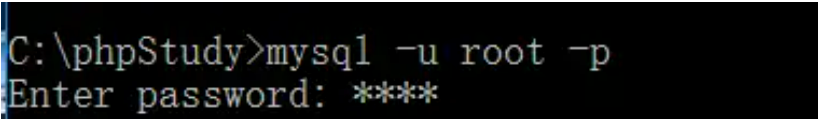 C:\phpStudy>mysql -u root -p
Enter password: ****